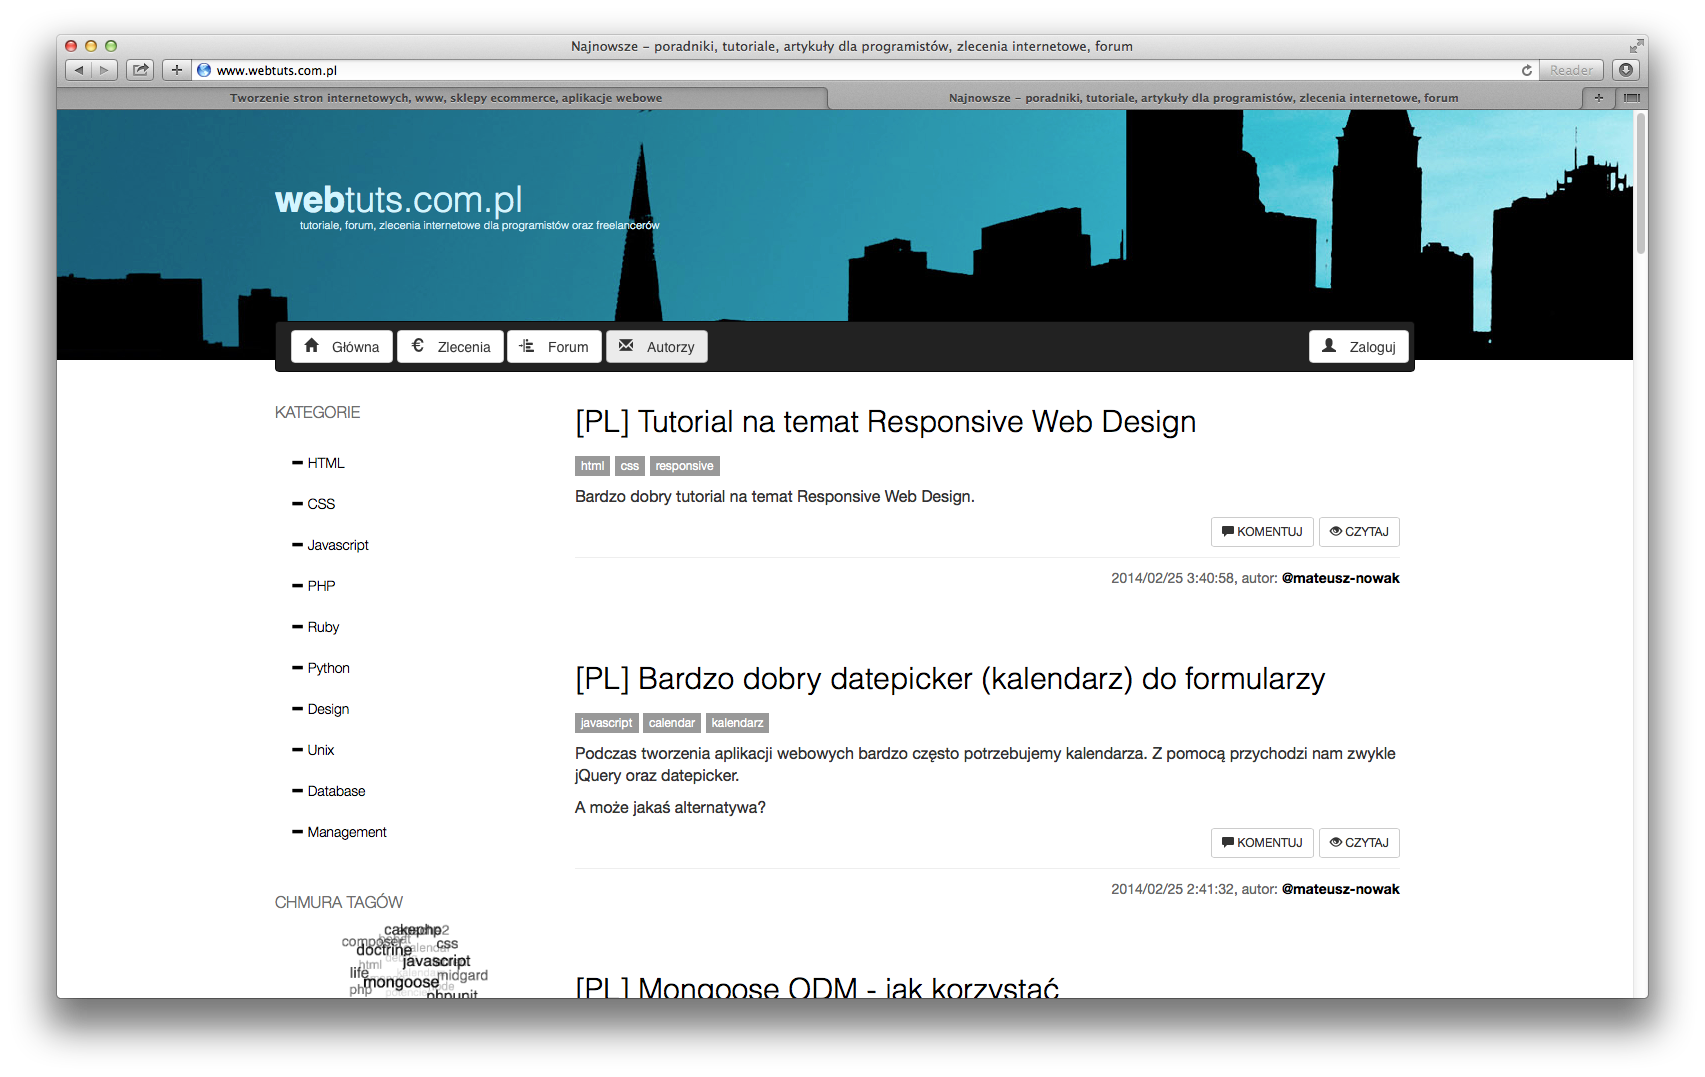 Najnowsze – poradniki, tutoriale, artykuły dla programistów, zlecenia internetowe, forum
www.webtuts.com.pl
Reader
Tworzenie stron internetowych, www, sklepy ecommerce, aplikacje webowe
Najnowsze – poradniki, tutoriale, artykuły dla programistów, zlecenia internetowe, forum
webtuts.com.pl
tutoriale, forum, zlecenia internetowe dla programistów oraz freelancerów
Główna
€ Zlecenia
Forum
Autorzy
Zaloguj
KATEGORIE
HTML
CSS
Javascript
PHP
Ruby
Python
Design
Unix
Database
Management
CHMURA TAGÓW
cakephp
composer
css
doctrine
calendar
html
javascript
life
midgard
mongoose
php
phpunit
[PL] Tutorial na temat Responsive Web Design
html css responsive
Bardzo dobry tutorial na temat Responsive Web Design.
KOMENTUJ CZYTAJ
2014/02/25 3:40:58, autor: @mateusz-nowak
[PL] Bardzo dobry datepicker (kalendarz) do formularzy
javascript calendar kalendarz
Podczas tworzenia aplikacji webowych bardzo często potrzebujemy kalendarza. Z pomocą przychodzi nam zwykle
jQuery oraz datepicker.
A może jakaś alternatywa?
KOMENTUJ CZYTAJ
2014/02/25 2:41:32, autor: @mateusz-nowak
[PL] Mongoose ODM - jak korzystać